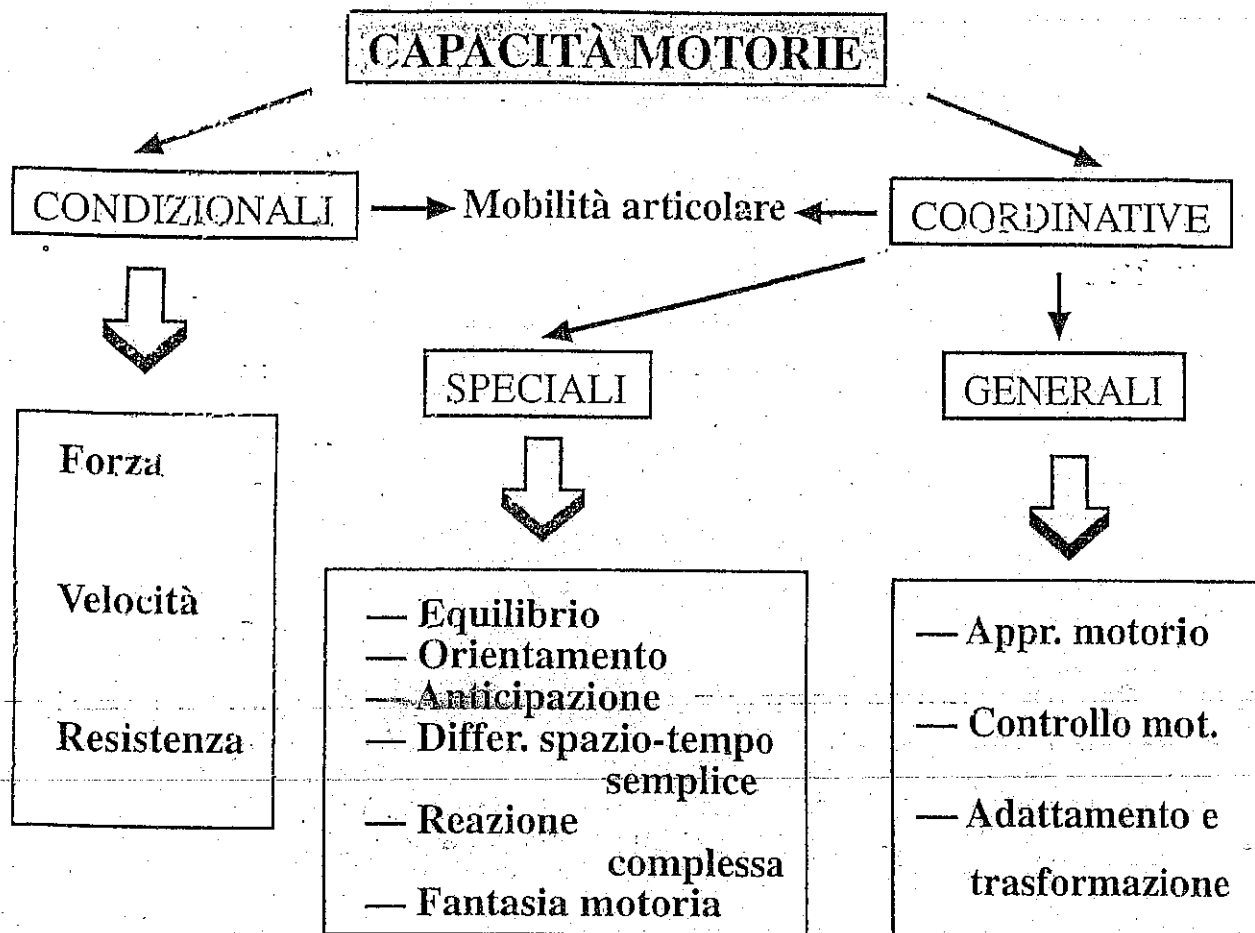 CAPACITÀ MOTORIE
CONDIZIONALI
Mobilità articolare
COORDINATIVE
SPECIALI
GENERALI
Forza
Velocità
Resistenza
— Equilibrio
— Orientamento
— Anticipazione
— Differ. spazio-tempo
semplice
— Reazione
complessa
— Fantasia motoria
— Appr. motorio
— Controllo mot.
— Adattamento e
trasformazione